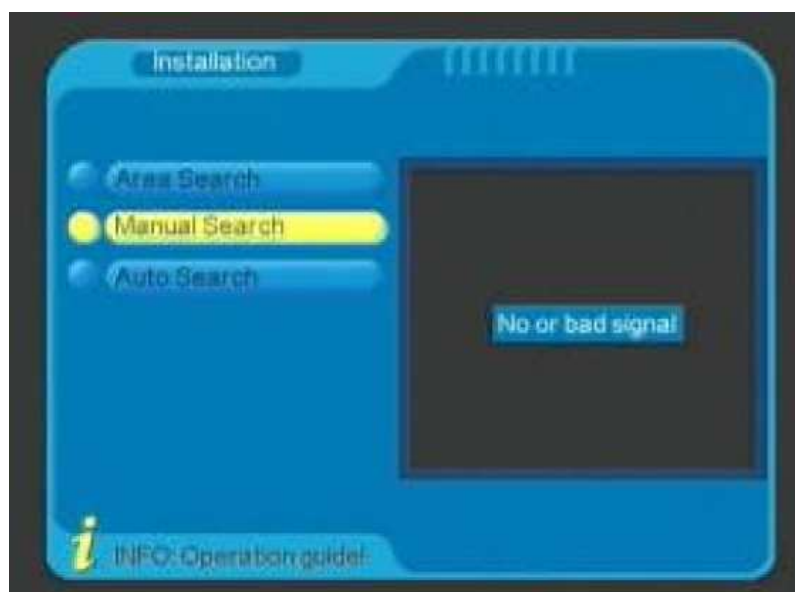 Installation
Area Search
Manual Search
Auto Search
No or bad signal
i
INFO: Operation guide!